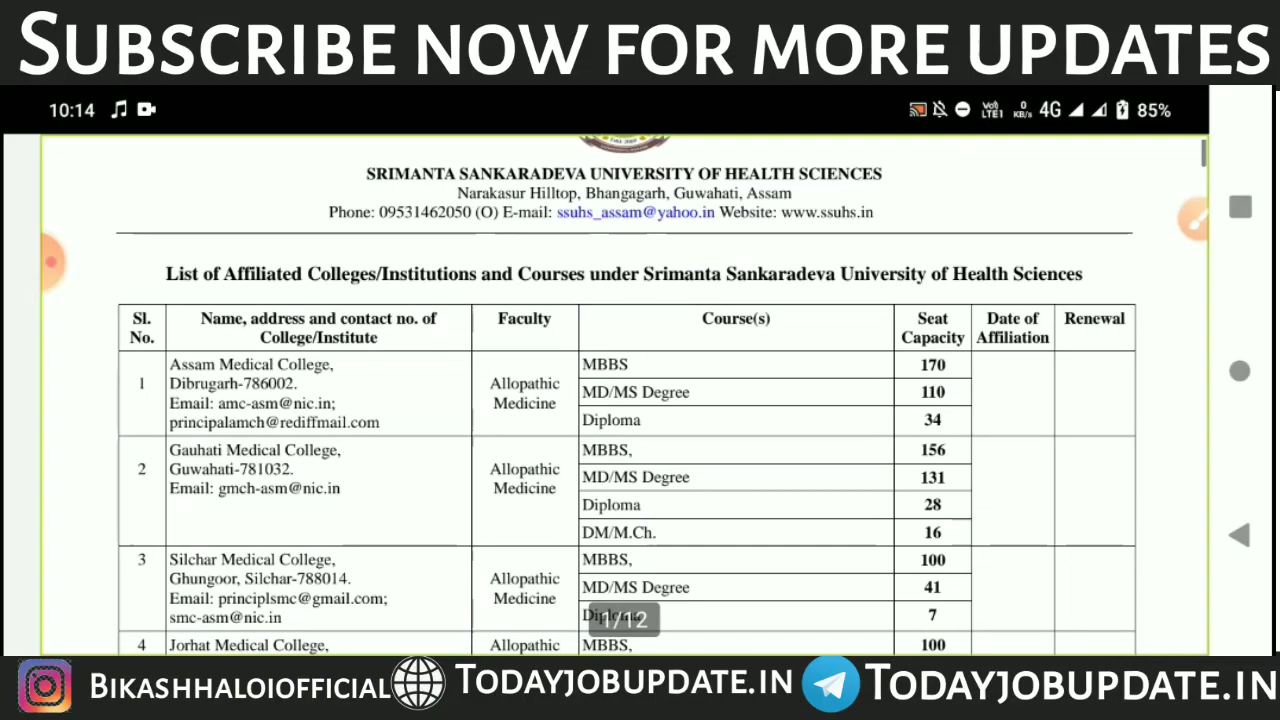 SUBSCRIBE NOW FOR MORE UPDATES
10:14
Vo)) LTE1 0 KB/s 4G 85%
SRIMANTA SANKARADEVA UNIVERSITY OF HEALTH SCIENCES
Narakasur Hilltop, Bhangagarh, Guwahati, Assam
Phone: 09531462050 (O) E-mail: ssuhs_assam@yahoo.in Website: www.ssuhs.in
List of Affiliated Colleges/Institutions and Courses under Srimanta Sankaradeva University of Health Sciences
Sl. No. Name, address and contact no. of College/Institute Faculty Course(s) Seat Capacity Date of Affiliation Renewal
1
Assam Medical College,
Dibrugarh-786002.
Email: amc-asm@nic.in;
principalamch@rediffmail.com
Allopathic
Medicine
MBBS 170
MD/MS Degree 110
Diploma 34
2
Gauhati Medical College,
Guwahati-781032.
Email: gmch-asm@nic.in
Allopathic
Medicine
MBBS, 156
MD/MS Degree 131
Diploma 28
DM/M.Ch. 16
3
Silchar Medical College,
Ghungoor, Silchar-788014.
Email: principlsmc@gmail.com;
smc-asm@nic.in
Allopathic
Medicine
MBBS, 100
MD/MS Degree 41
Diploma 7
1/12
4 Jorhat Medical College, Allopathic MBBS, 100
BIKASHHALOIOFFICIAL TODAYJOBUPDATE.IN TODAYJOBUPDATE.IN